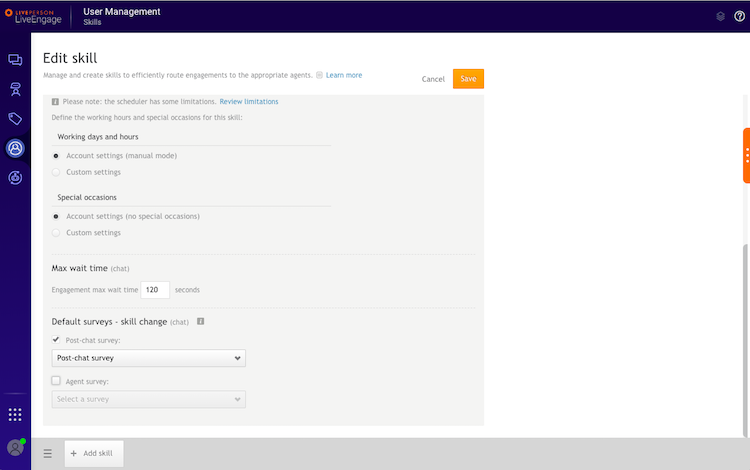 LIVEPERSON
LiveEngage
User Management
Skills
Edit skill
Manage and create skills to efficiently route engagements to the appropriate agents. Learn more
Cancel
Save
Please note: the scheduler has some limitations. Review limitations
Define the working hours and special occasions for this skill:
Working days and hours
Account settings (manual mode)
Custom settings
Special occasions
Account settings (no special occasions)
Custom settings
Max wait time (chat)
Engagement max wait time 120 seconds
Default surveys - skill change (chat)
Post-chat survey:
Post-chat survey
Agent survey:
Select a survey
+ Add skill